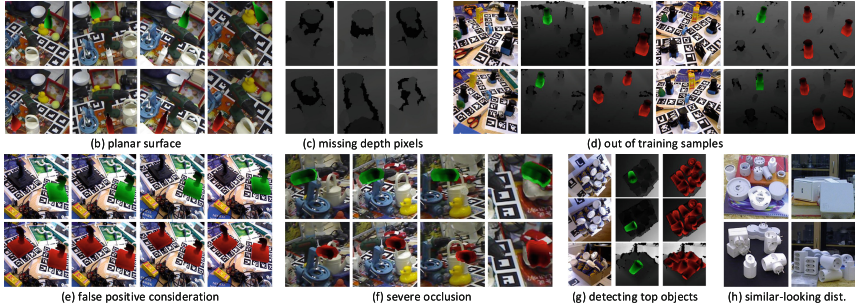 (b) planar surface
(c) missing depth pixels
(d) out of training samples
(e) false positive consideration
(f) severe occlusion
(g) detecting top objects
(h) similar-looking dist.